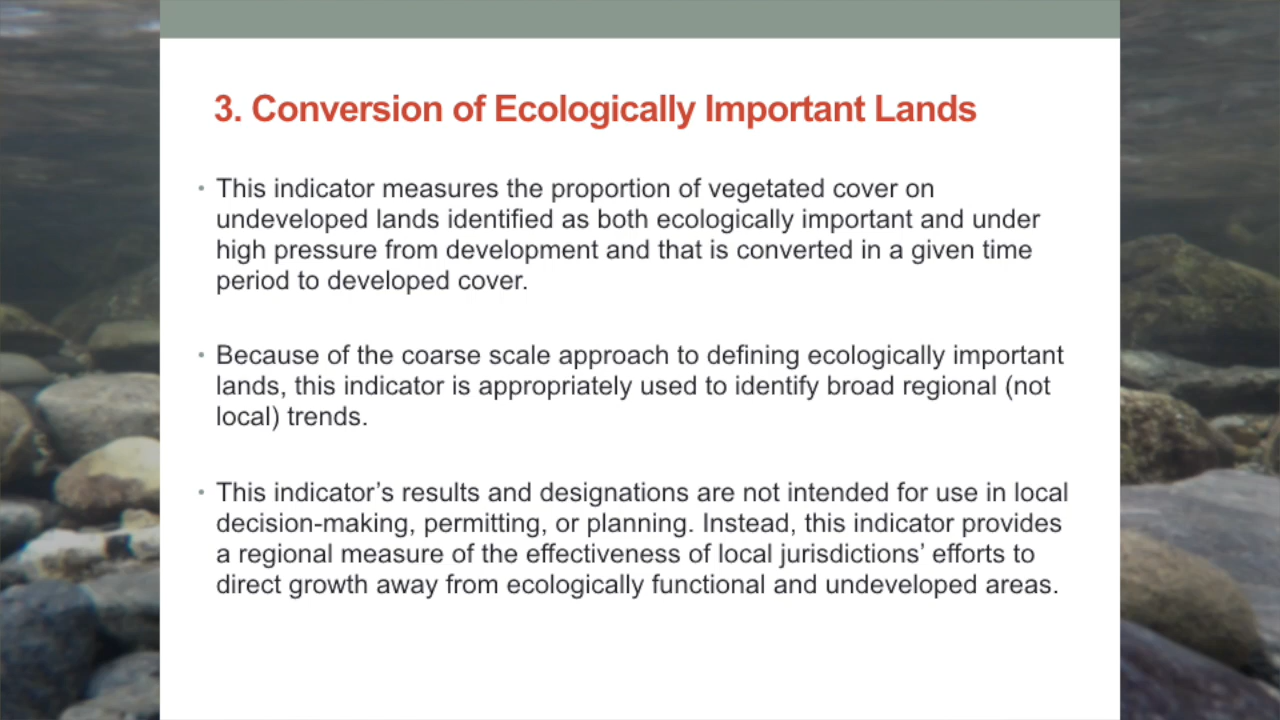 3. Conversion of Ecologically Important Lands
• This indicator measures the proportion of vegetated cover on
undeveloped lands identified as both ecologically important and under
high pressure from development and that is converted in a given time
period to developed cover.
• Because of the coarse scale approach to defining ecologically important
lands, this indicator is appropriately used to identify broad regional (not
local) trends.
• This indicator’s results and designations are not intended for use in local
decision-making, permitting, or planning. Instead, this indicator provides
a regional measure of the effectiveness of local jurisdictions’ efforts to
direct growth away from ecologically functional and undeveloped areas.